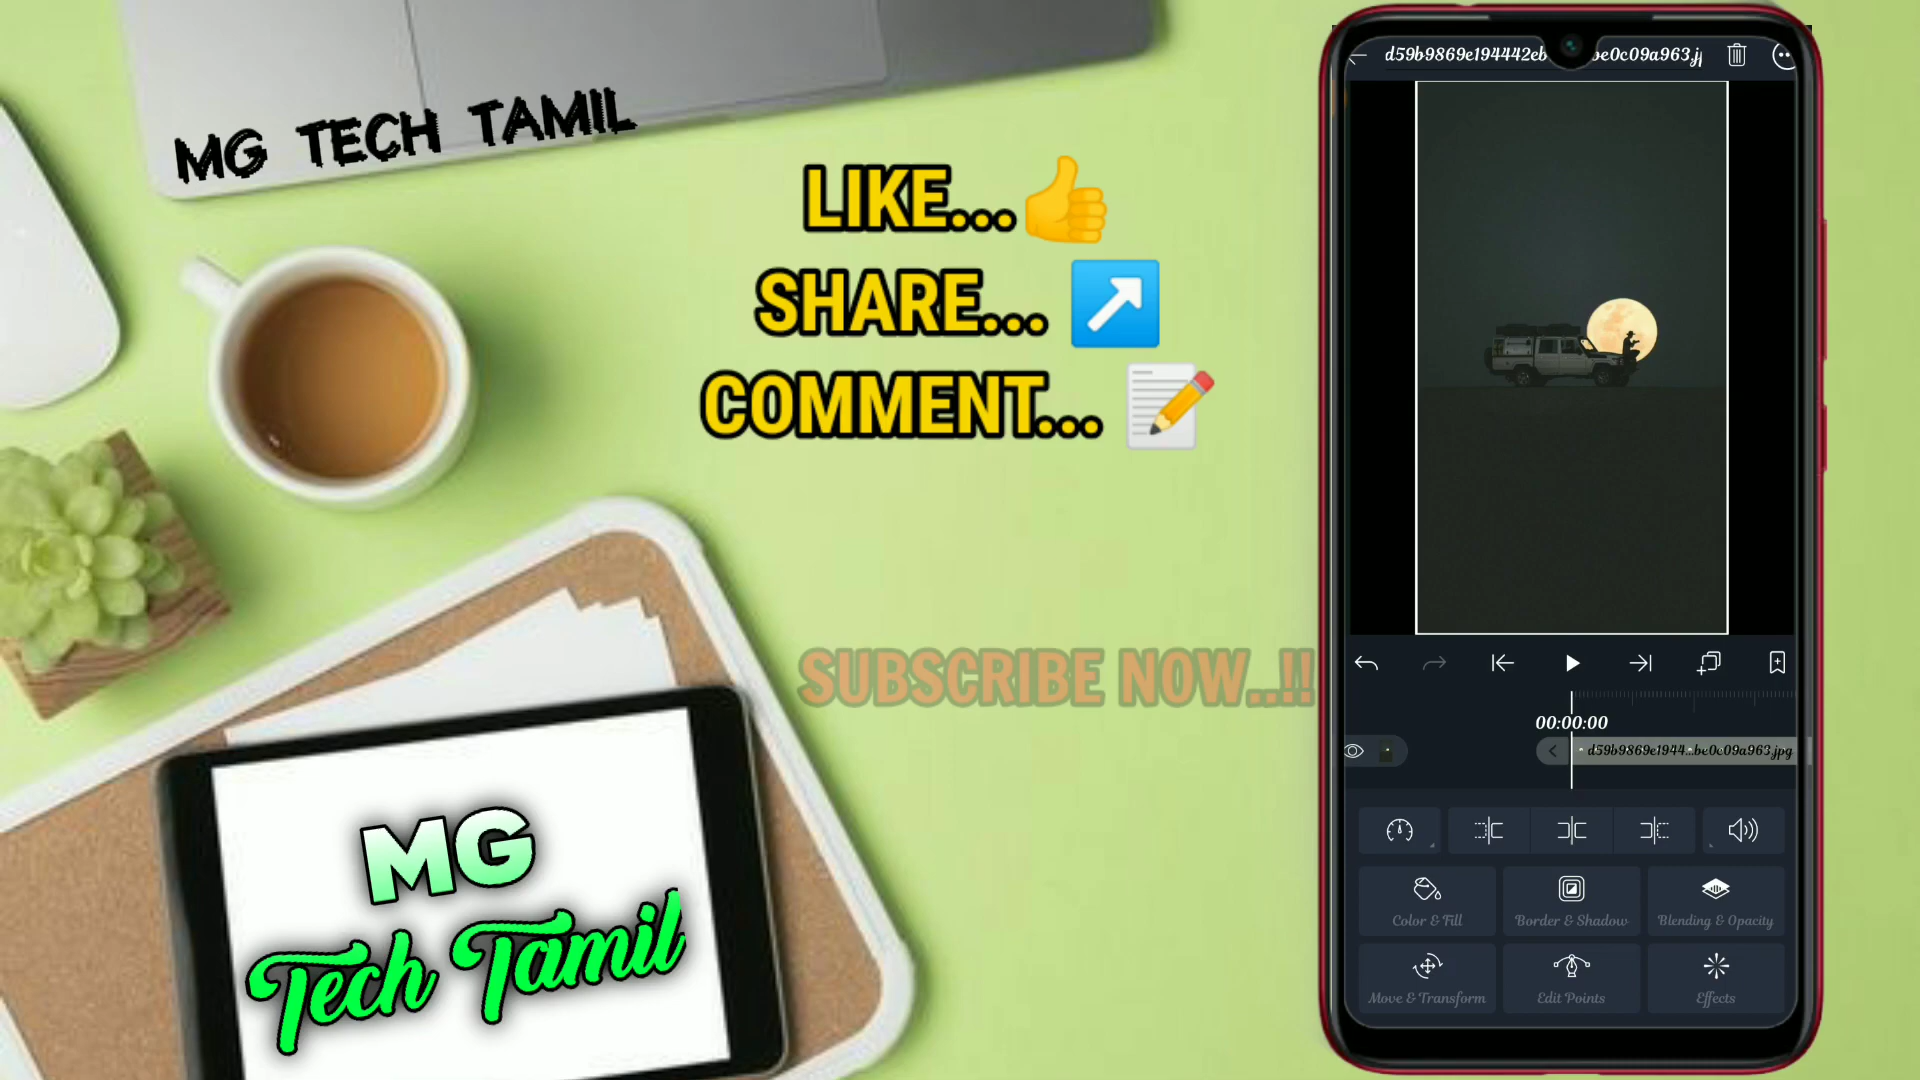 MG TECH TAMIL
LIKE...
SHARE...
COMMENT...
SUBSCRIBE NOW..!!
MG
Tech Tamil
d59b9869e194442eb be0c09a963.j
00:00:00
d59b9869e1944...be0c09a963.jpg
Color & Fill
Border & Shadow
Blending & Opacity
Move & Transform
Edit Points
Effects